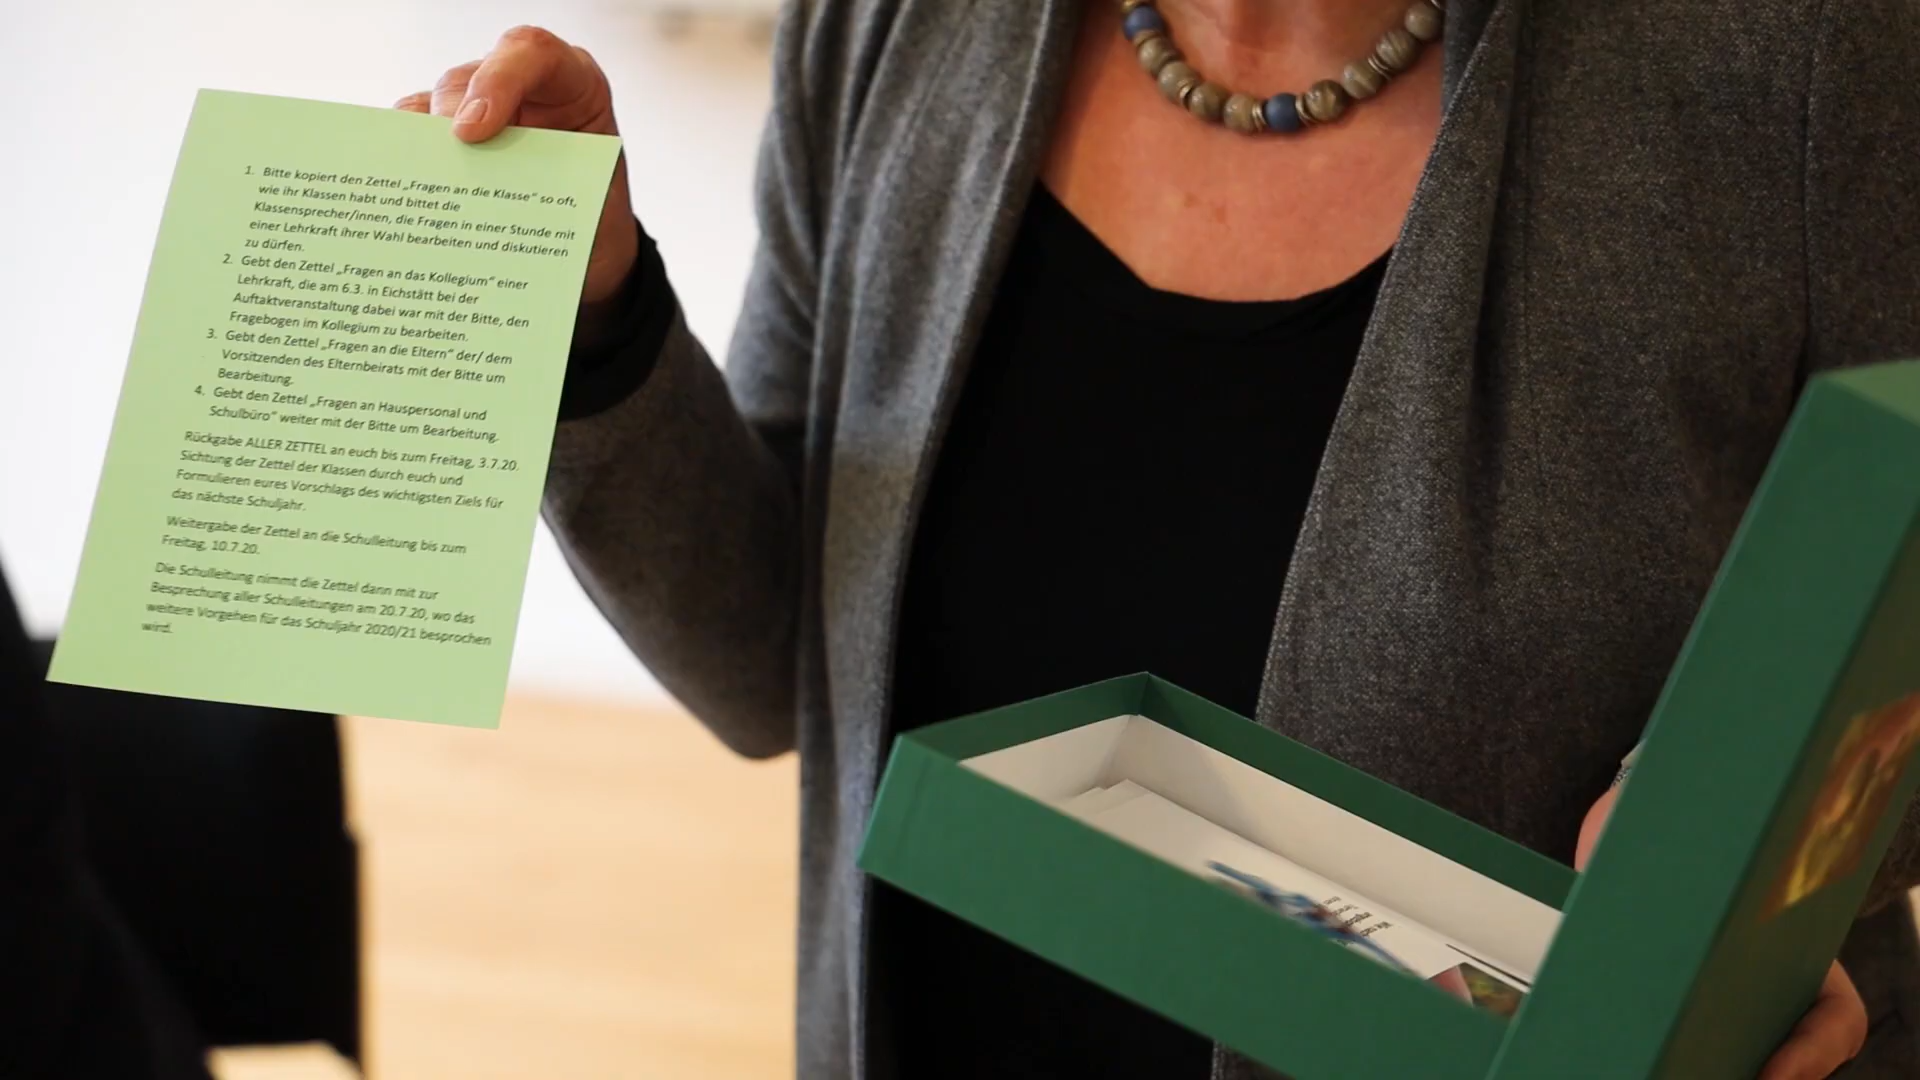 1. Bitte kopiert den Zettel „Fragen an die Klasse“ so oft,
wie ihr Klassen habt und bittet die
Klassensprecher/innen, die Fragen in einer Stunde mit
einer Lehrkraft ihrer Wahl bearbeiten und diskutieren
zu dürfen.
2. Gebt den Zettel „Fragen an das Kollegium“ einer
Lehrkraft, die am 6.3. in Eichstätt bei der
Auftaktveranstaltung dabei war mit der Bitte, den
Fragebogen im Kollegium zu bearbeiten.
3. Gebt den Zettel „Fragen an die Eltern“ der/ dem
Vorsitzenden des Elternbeirats mit der Bitte um
Bearbeitung.
4. Gebt den Zettel „Fragen an Hauspersonal und
Schulbüro“ weiter mit der Bitte um Bearbeitung.
Rückgabe ALLER ZETTEL an euch bis zum Freitag, 3.7.20.
Sichtung der Zettel der Klassen durch euch und
Formulieren eures Vorschlags des wichtigsten Ziels für
das nächste Schuljahr.
Weitergabe der Zettel an die Schulleitung bis zum
Freitag, 10.7.20.
Die Schulleitung nimmt die Zettel dann mit zur
Besprechung aller Schulleitungen am 20.7.20, wo das
weitere Vorgehen für das Schuljahr 2020/21 besprochen
wird.